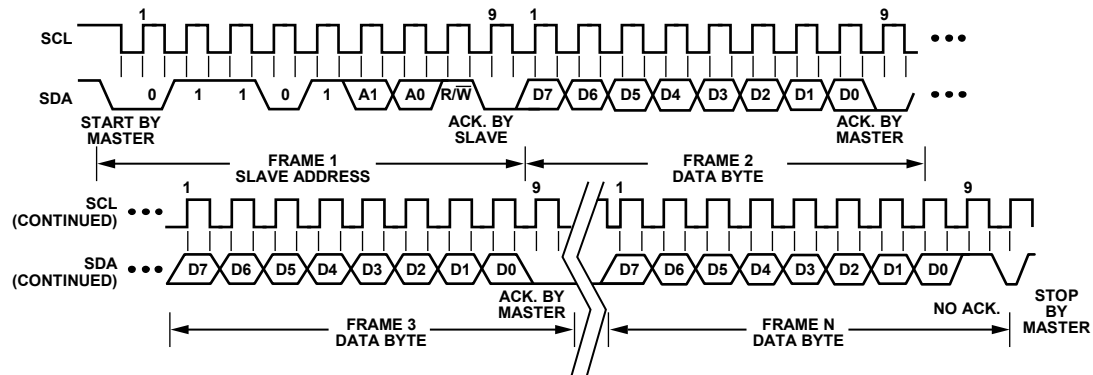 1 9 1 9
SCL
SDA 0 1 1 0 1 A1 A0 R/W̅ D7 D6 D5 D4 D3 D2 D1 D0
START BY MASTER
ACK. BY SLAVE
ACK. BY MASTER
FRAME 1 SLAVE ADDRESS
FRAME 2 DATA BYTE
1 9 1 9
SCL (CONTINUED)
SDA (CONTINUED) D7 D6 D5 D4 D3 D2 D1 D0 D7 D6 D5 D4 D3 D2 D1 D0
ACK. BY MASTER
NO ACK.
STOP BY MASTER
FRAME 3 DATA BYTE
FRAME N DATA BYTE